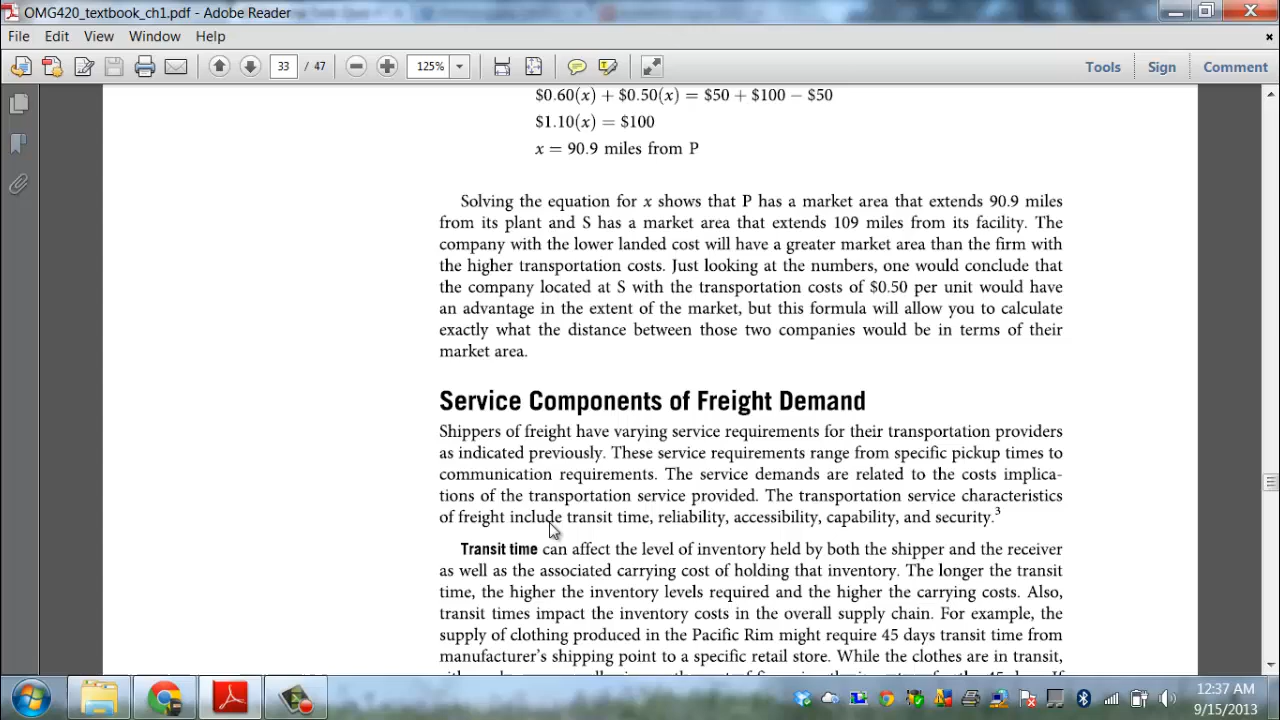 OMG420_textbook_ch1.pdf - Adobe Reader
File Edit View Window Help
33 / 47 125% Tools Sign Comment
$0.60(x) + $0.50(x) = $50 + $100 − $50
$1.10(x) = $100
x = 90.9 miles from P
Solving the equation for x shows that P has a market area that extends 90.9 miles
from its plant and S has a market area that extends 109 miles from its facility. The
company with the lower landed cost will have a greater market area than the firm with
the higher transportation costs. Just looking at the numbers, one would conclude that
the company located at S with the transportation costs of $0.50 per unit would have
an advantage in the extent of the market, but this formula will allow you to calculate
exactly what the distance between those two companies would be in terms of their
market area.
Service Components of Freight Demand
Shippers of freight have varying service requirements for their transportation providers
as indicated previously. These service requirements range from specific pickup times to
communication requirements. The service demands are related to the costs implica-
tions of the transportation service provided. The transportation service characteristics
of freight include transit time, reliability, accessibility, capability, and security.3
Transit time can affect the level of inventory held by both the shipper and the receiver
as well as the associated carrying cost of holding that inventory. The longer the transit
time, the higher the inventory levels required and the higher the carrying costs. Also,
transit times impact the inventory costs in the overall supply chain. For example, the
supply of clothing produced in the Pacific Rim might require 45 days transit time from
manufacturer's shipping point to a specific retail store. While the clothes are in transit,
12:37 AM
9/15/2013